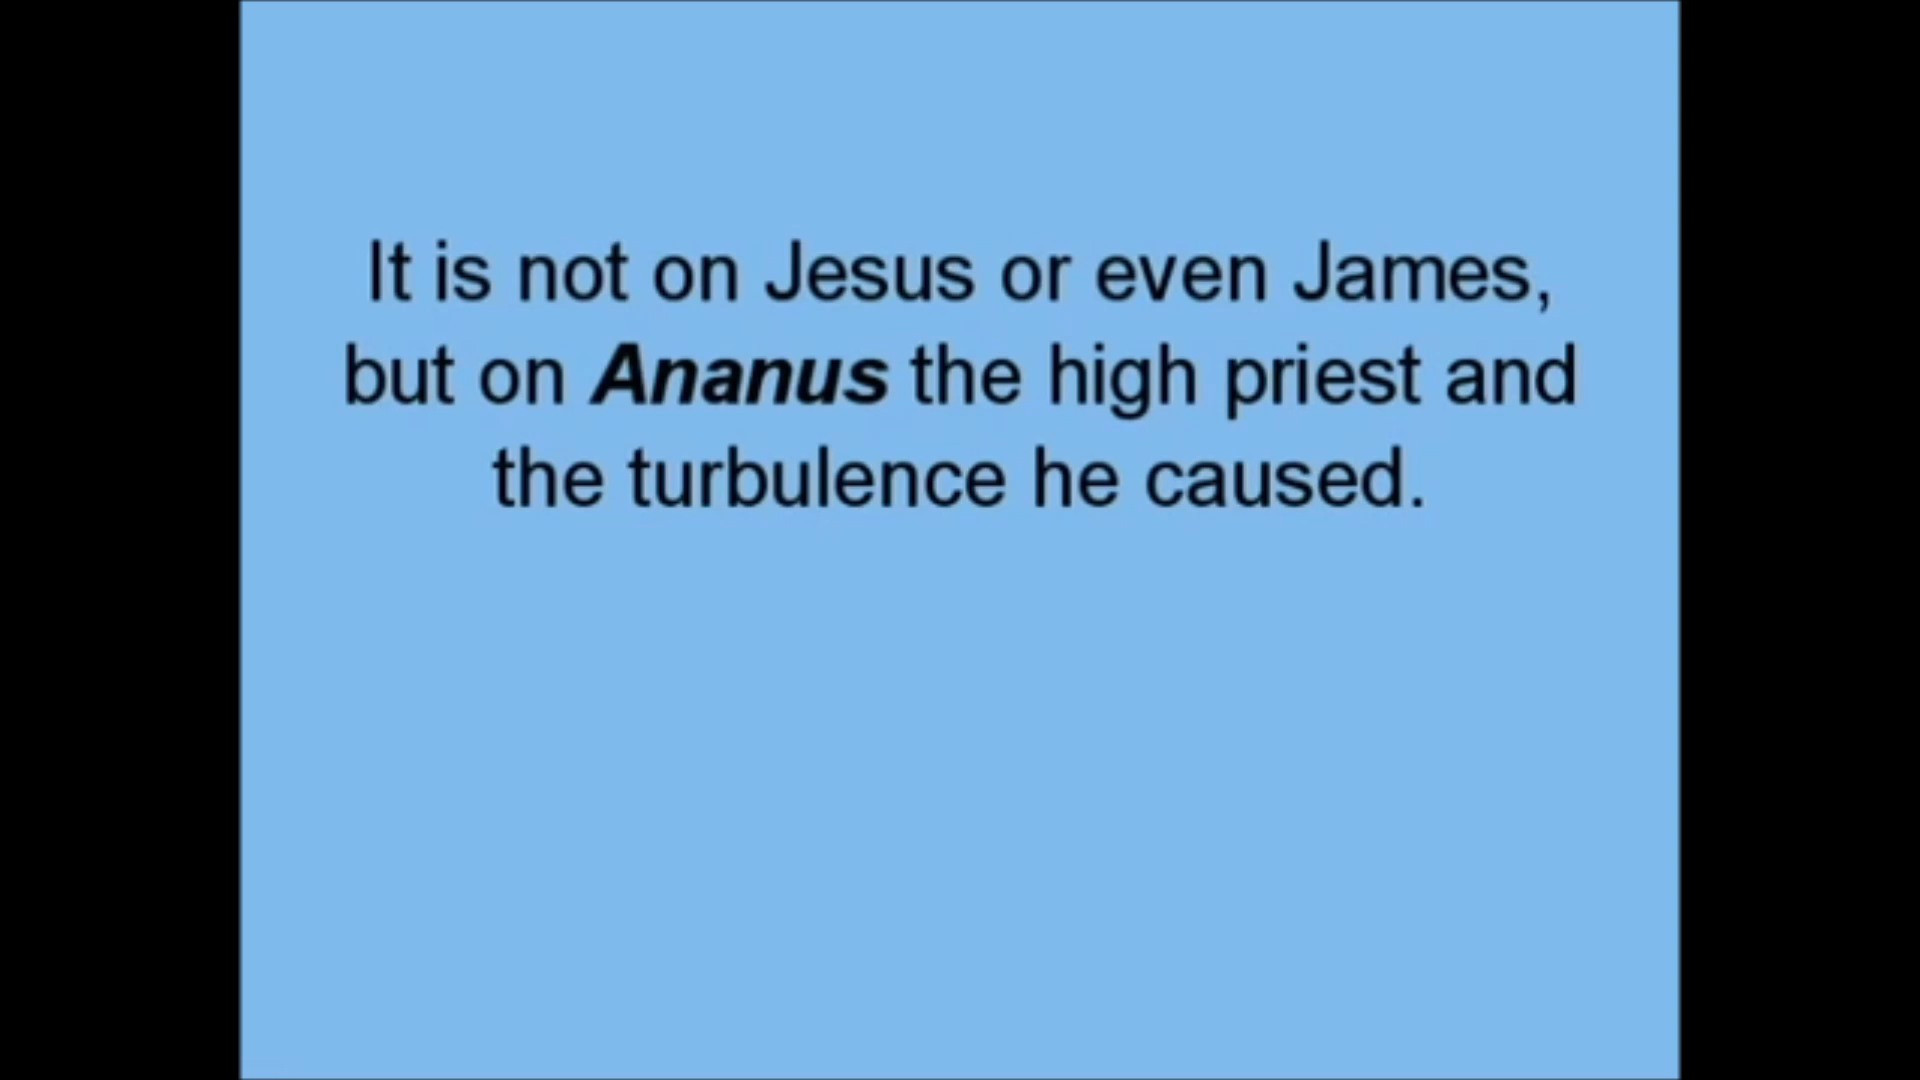 It is not on Jesus or even James,
but on Ananus the high priest and
the turbulence he caused.